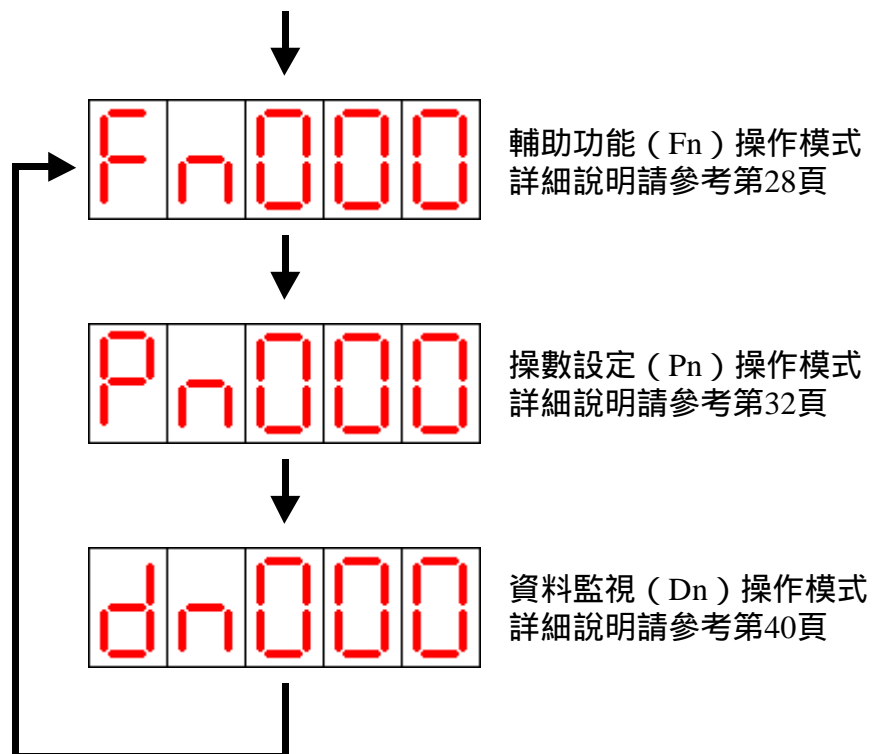 Fn000
輔助功能（Fn）操作模式
詳細說明請參考第28頁
Pn000
操數設定（Pn）操作模式
詳細說明請參考第32頁
dn000
資料監視（Dn）操作模式
詳細說明請參考第40頁